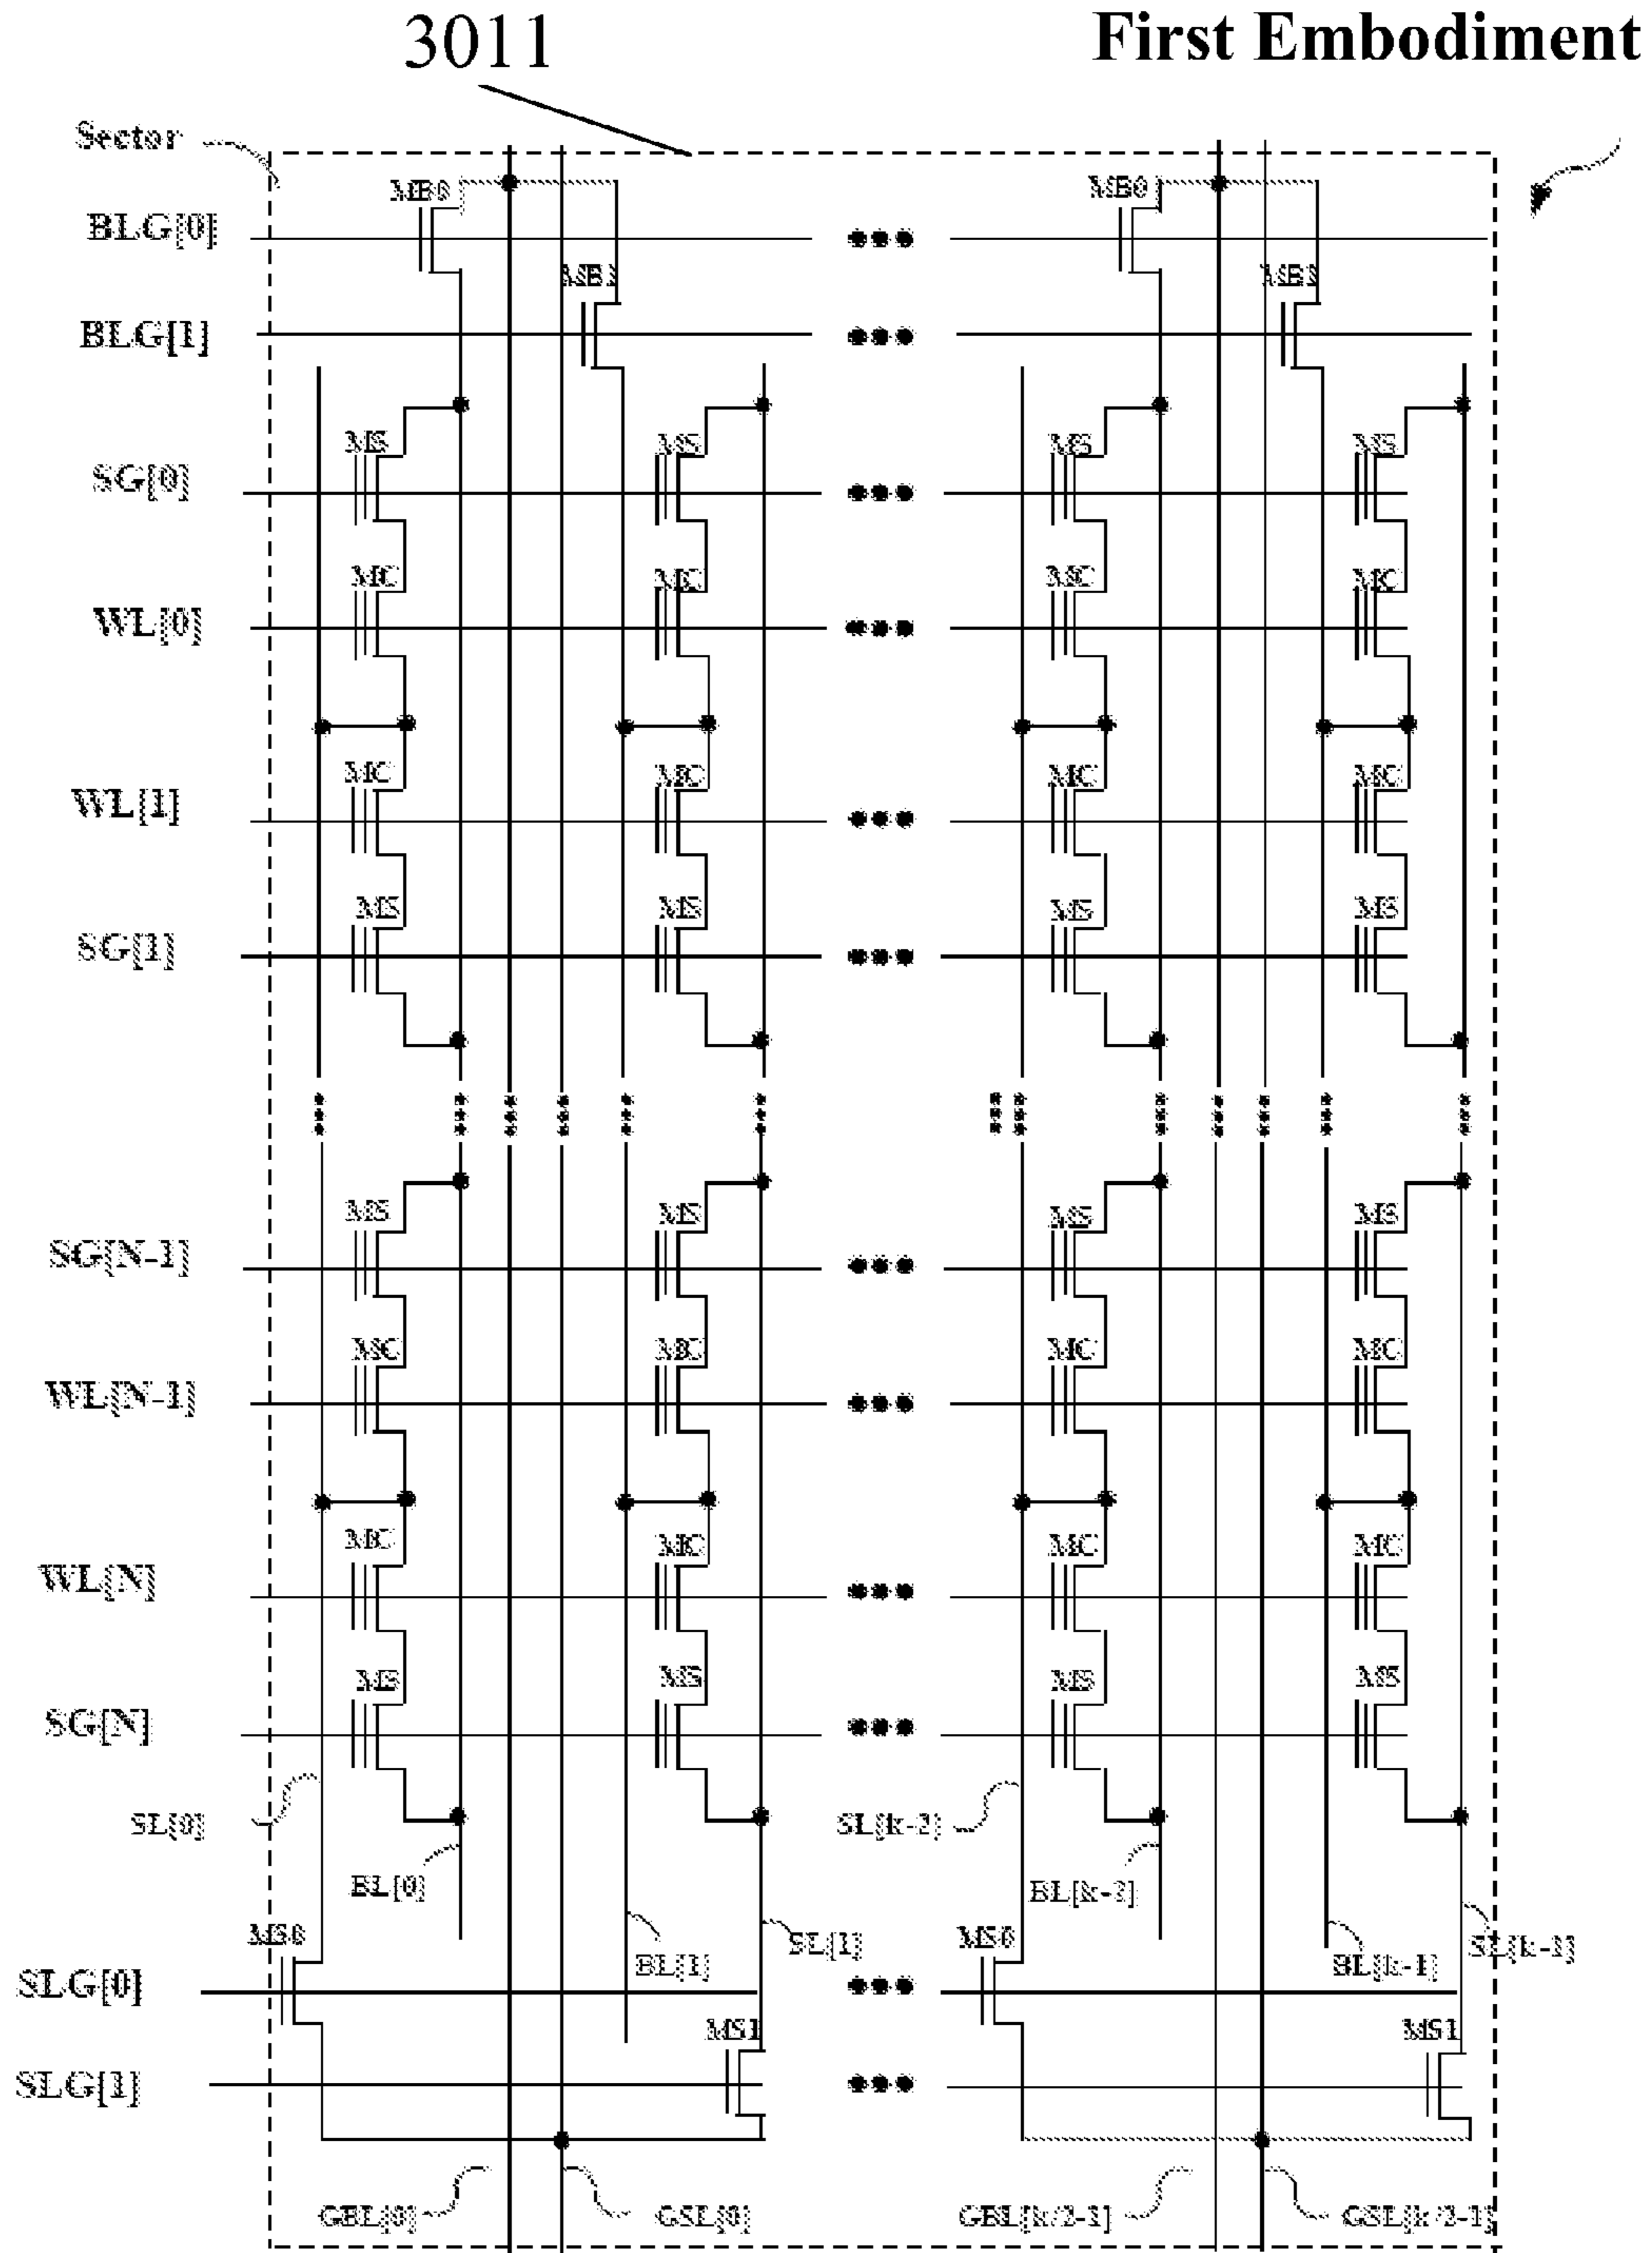 3011
First Embodiment
Sector
MB0 MB0
BLG[0]
MB1 MB1
BLG[1]
MS MS MS MS
SG[0]
MC MC MC MC
WL[0]
MC MC MC MC
WL[1]
MS MS MS MS
SG[1]
MS MS MS MS
SG[N-1]
MC MC MC MC
WL[N-1]
MC MC MC MC
WL[N]
MS MS MS MS
SG[N]
SL[0] SL[k-2]
BL[0] BL[k-2]
MS0 MS0
BL[1] SL[1] BL[k-1] SL[k-1]
SLG[0]
MS1 MS1
SLG[1]
GBL[0] GSL[0] GBL[k/2-1] GSL[k/2-1]